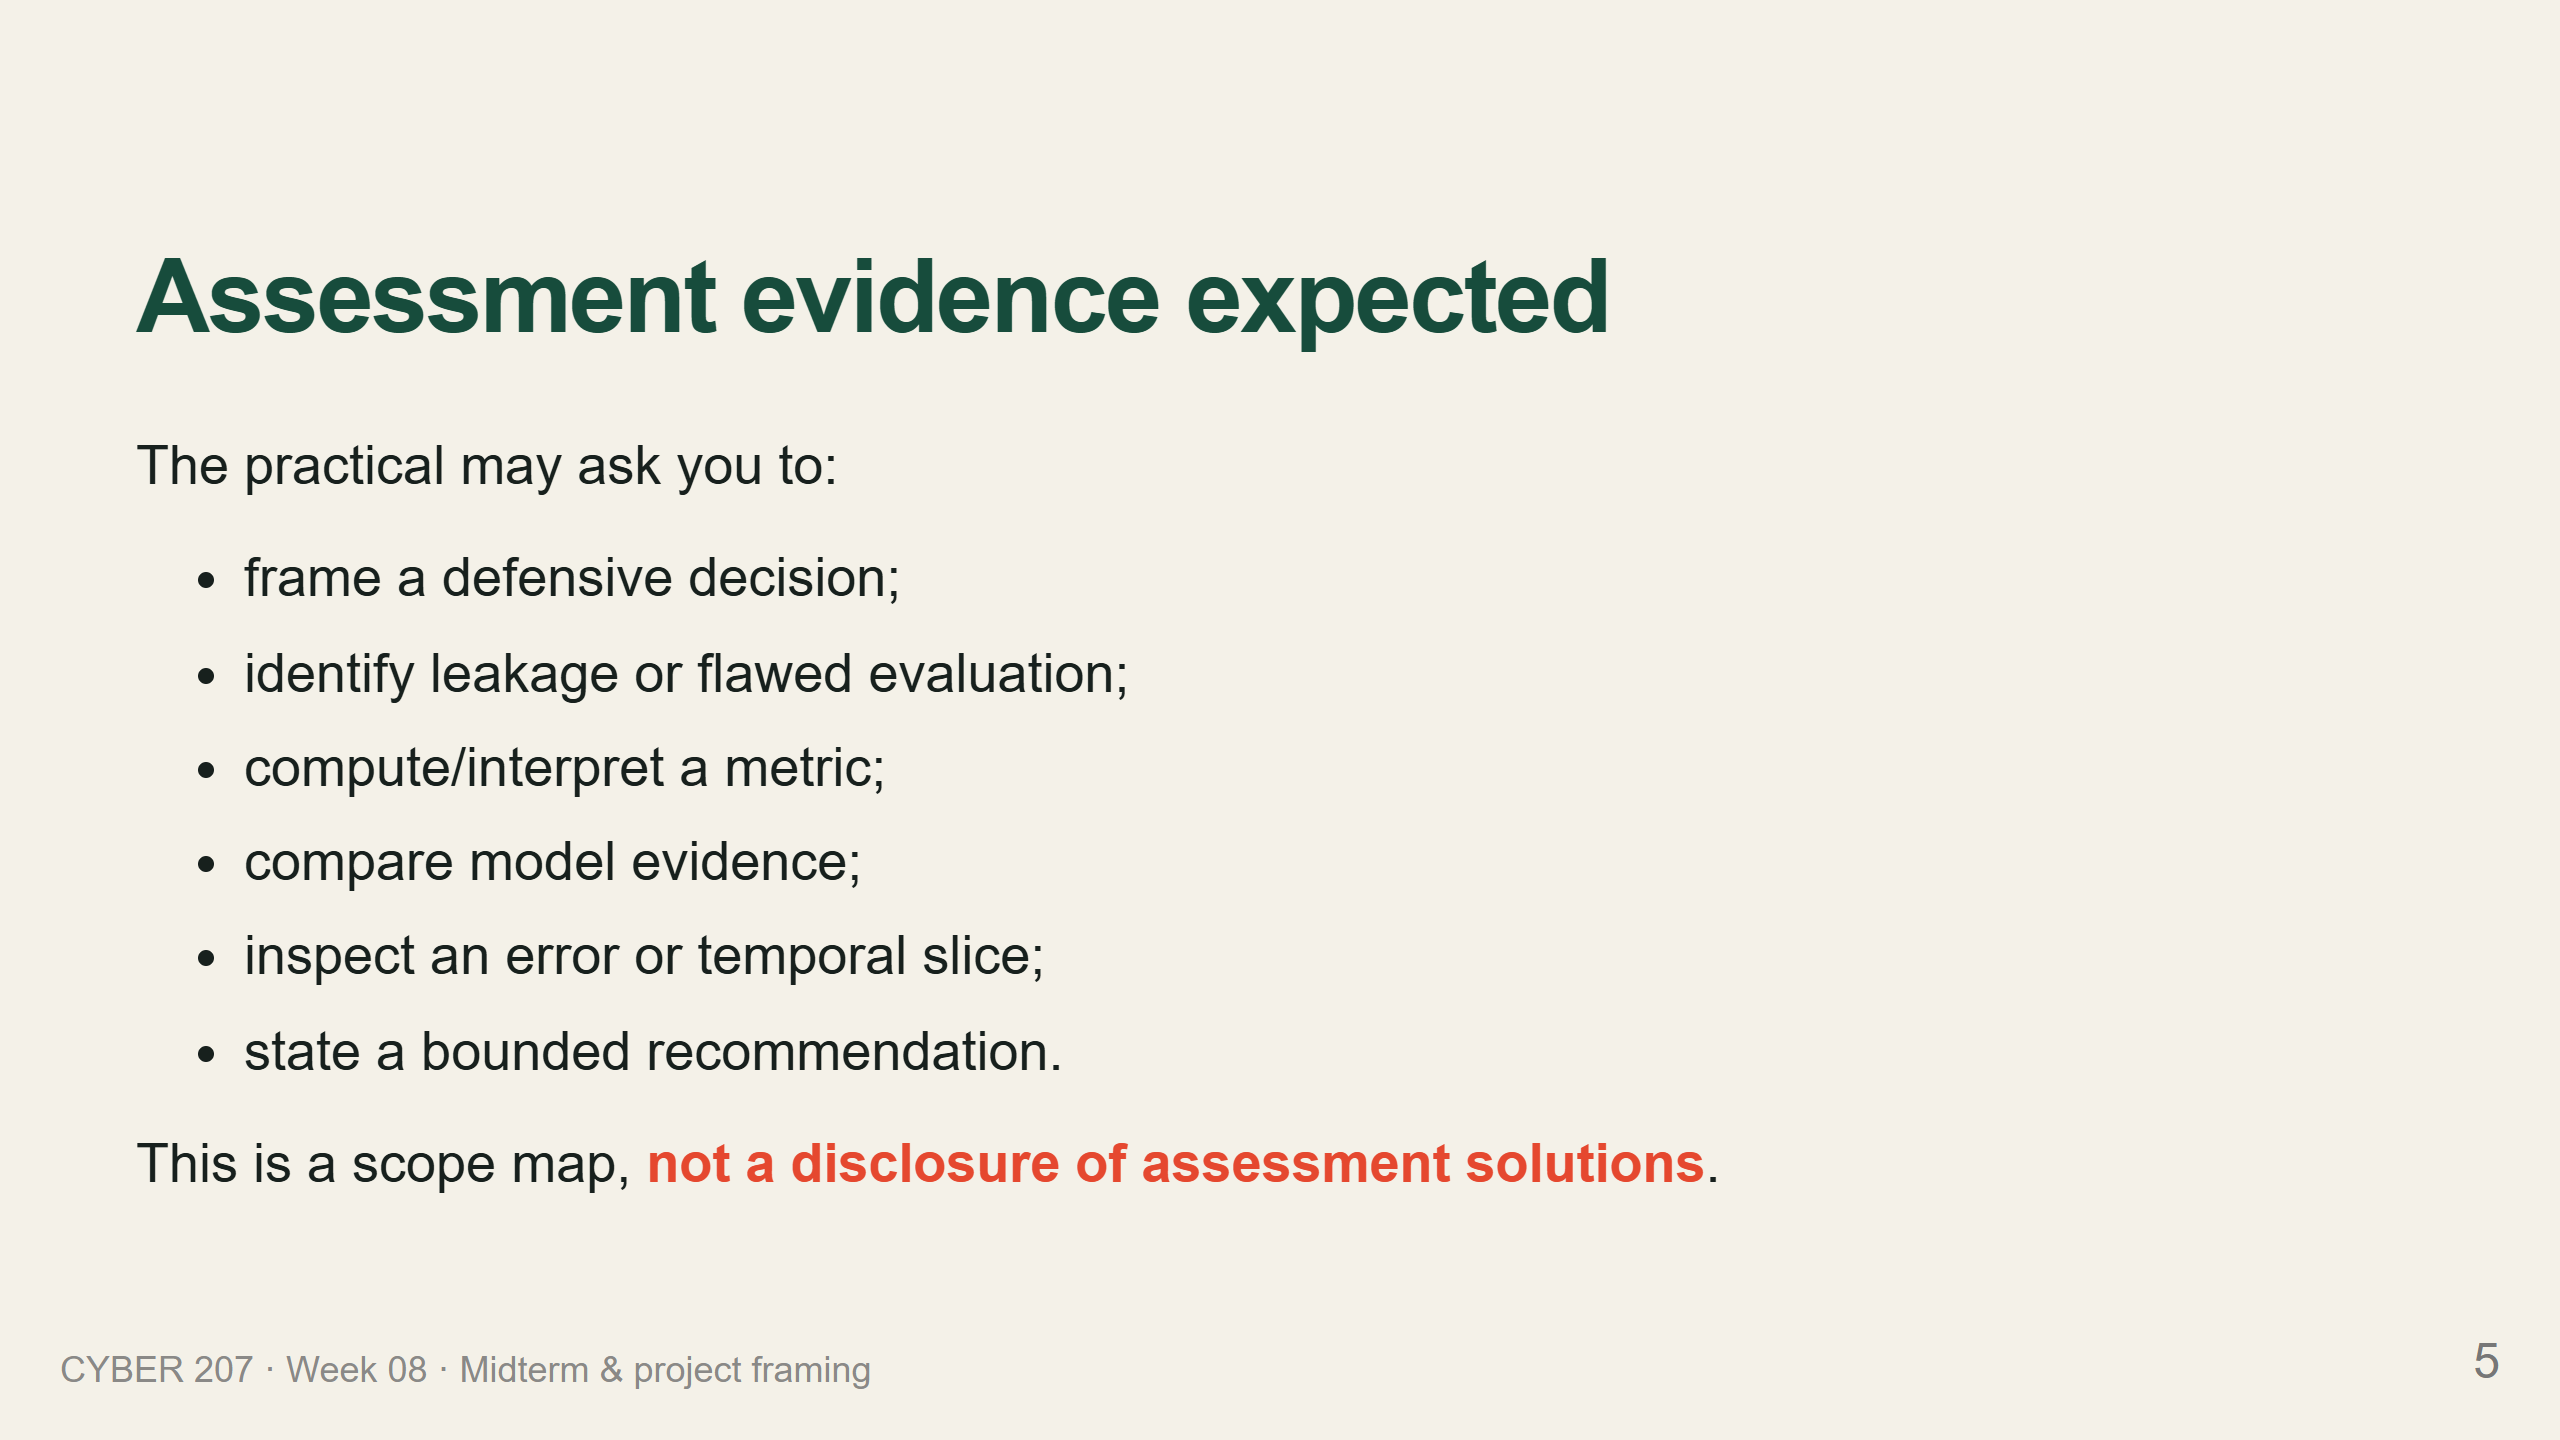 Assessment evidence expected
The practical may ask you to:
• frame a defensive decision;
• identify leakage or flawed evaluation;
• compute/interpret a metric;
• compare model evidence;
• inspect an error or temporal slice;
• state a bounded recommendation.
This is a scope map, not a disclosure of assessment solutions.
CYBER 207 · Week 08 · Midterm & project framing
5